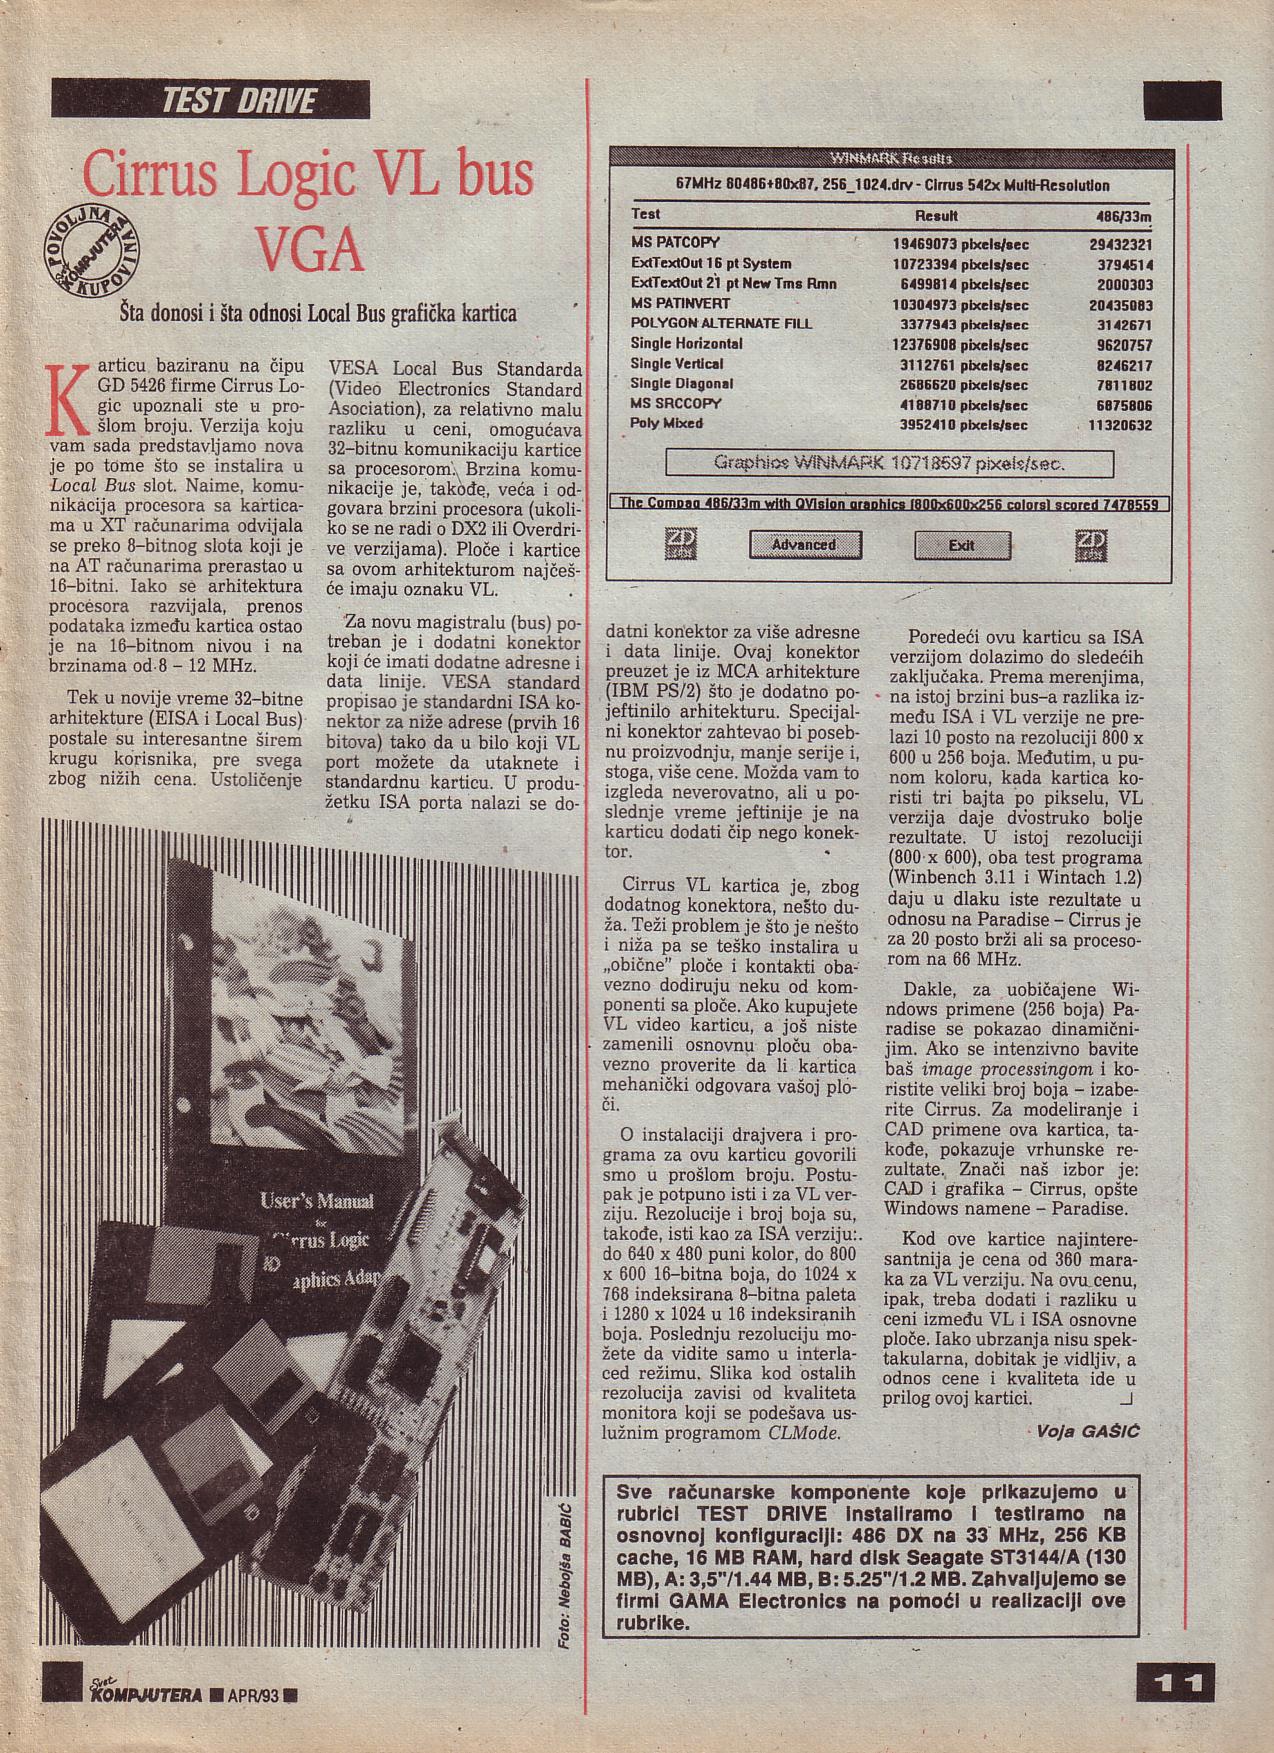 TEST DRIVE
Cirrus Logic VL bus
VGA
POVOLJNA
KUPOVINA
KOMPJUTERA
Šta donosi i šta odnosi Local Bus grafička kartica
Karticu baziranu na čipu
GD 5426 firme Cirrus Lo-
gic upoznali ste u pro-
šlom broju. Verzija koju
vam sada predstavljamo nova
je po tome što se instalira u
Local Bus slot. Naime, komu-
nikacija procesora sa kartica-
ma u XT računarima odvijala
se preko 8–bitnog slota koji je
na AT računarima prerastao u
16–bitni. Iako se arhitektura
procesora razvijala, prenos
podataka između kartica ostao
je na 16–bitnom nivou i na
brzinama od 8 – 12 MHz.
Tek u novije vreme 32–bitne
arhitekture (EISA i Local Bus)
postale su interesantne širem
krugu korisnika, pre svega
zbog nižih cena. Ustoličenje
VESA Local Bus Standarda
(Video Electronics Standard
Asociation), za relativno malu
razliku u ceni, omogućava
32–bitnu komunikaciju kartice
sa procesorom. Brzina komu-
nikacije je, takođe, veća i od-
govara brzini procesora (ukoli-
ko se ne radi o DX2 ili Overdri-
ve verzijama). Ploče i kartice
sa ovom arhitekturom najčeš-
će imaju oznaku VL.
Za novu magistralu (bus) po-
treban je i dodatni konektor
koji će imati dodatne adresne i
data linije. VESA standard
propisao je standardni ISA ko-
nektor za niže adrese (prvih 16
bitova) tako da u bilo koji VL
port možete da utaknete i
standardnu karticu. U produ-
žetku ISA porta nalazi se do-
User's Manual
for
Cirrus Logic
aphics Adap
Foto: Nebojša BABIĆ
WINMARK Results
67MHz 80486+80x87, 256_1024.drv - Cirrus 542x Multi-Resolution
Test Result 486/33m
MS PATCOPY 19469073 pixels/sec 29432321
ExtTextOut 16 pt System 10723394 pixels/sec 3794514
ExtTextOut 21 pt New Tms Rmn 6499814 pixels/sec 2000303
MS PATINVERT 10304973 pixels/sec 20435083
POLYGON ALTERNATE FILL 3377943 pixels/sec 3142671
Single Horizontal 12376908 pixels/sec 9620757
Single Vertical 3112761 pixels/sec 8246217
Single Diagonal 2686620 pixels/sec 7811802
MS SRCCOPY 4188710 pixels/sec 6875806
Poly Mixed 3952410 pixels/sec 11320632
Graphics WINMARK 10718597 pixels/sec.
The Compaq 486/33m with QVision graphics (800x600x256 colors) scored 7478559
ZD Labs
Advanced
Exit
ZD Labs
datni konektor za više adresne
i data linije. Ovaj konektor
preuzet je iz MCA arhitekture
(IBM PS/2) što je dodatno po-
jeftinilo arhitekturu. Specijal-
ni konektor zahtevao bi poseb-
nu proizvodnju, manje serije i,
stoga, više cene. Možda vam to
izgleda neverovatno, ali u po-
slednje vreme jeftinije je na
karticu dodati čip nego konek-
tor.
Cirrus VL kartica je, zbog
dodatnog konektora, nešto du-
ža. Teži problem je što je nešto
i niža pa se teško instalira u
„obične” ploče i kontakti oba-
vezno dodiruju neku od kom-
ponenti sa ploče. Ako kupujete
VL video karticu, a još niste
zamenili osnovnu ploču oba-
vezno proverite da li kartica
mehanički odgovara vašoj plo-
či.
O instalaciji drajvera i pro-
grama za ovu karticu govorili
smo u prošlom broju. Postu-
pak je potpuno isti i za VL ver-
ziju. Rezolucije i broj boja su,
takođe, isti kao za ISA verziju:
do 640 x 480 puni kolor, do 800
x 600 16–bitna boja, do 1024 x
768 indeksirana 8–bitna paleta
i 1280 x 1024 u 16 indeksiranih
boja. Poslednju rezoluciju mo-
žete da vidite samo u interla-
ced režimu. Slika kod ostalih
rezolucija zavisi od kvaliteta
monitora koji se podešava us-
lužnim programom CLMode.
Poredeći ovu karticu sa ISA
verzijom dolazimo do sledećih
zaključaka. Prema merenjima,
na istoj brzini bus–a razlika iz-
među ISA i VL verzije ne pre-
lazi 10 posto na rezoluciji 800 x
600 u 256 boja. Međutim, u pu-
nom koloru, kada kartica ko-
risti tri bajta po pikselu, VL
verzija daje dvostruko bolje
rezultate. U istoj rezoluciji
(800 x 600), oba test programa
(Winbench 3.11 i Wintach 1.2)
daju u dlaku iste rezultate u
odnosu na Paradise – Cirrus je
za 20 posto brži ali sa proceso-
rom na 66 MHz.
Dakle, za uobičajene Wi-
ndows primene (256 boja) Pa-
radise se pokazao dinamični-
jim. Ako se intenzivno bavite
baš image processingom i ko-
ristite veliki broj boja – izabe-
rite Cirrus. Za modeliranje i
CAD primene ova kartica, ta-
kođe, pokazuje vrhunske re-
zultate. Znači naš izbor je:
CAD i grafika – Cirrus, opšte
Windows namene – Paradise.
Kod ove kartice najintere-
santnija je cena od 360 mara-
ka za VL verziju. Na ovu cenu,
ipak, treba dodati i razliku u
ceni između VL i ISA osnovne
ploče. Iako ubrzanja nisu spek-
takularna, dobitak je vidljiv, a
odnos cene i kvaliteta ide u
prilog ovoj kartici.
Voja GAŠIĆ
Sve računarske komponente koje prikazujemo u
rubrici TEST DRIVE instaliramo i testiramo na
osnovnoj konfiguraciji: 486 DX na 33 MHz, 256 KB
cache, 16 MB RAM, hard disk Seagate ST3144/A (130
MB), A: 3,5"/1.44 MB, B: 5.25"/1.2 MB. Zahvaljujemo se
firmi GAMA Electronics na pomoći u realizaciji ove
rubrike.
Svet KOMPJUTERA ■ APR/93 ■
11